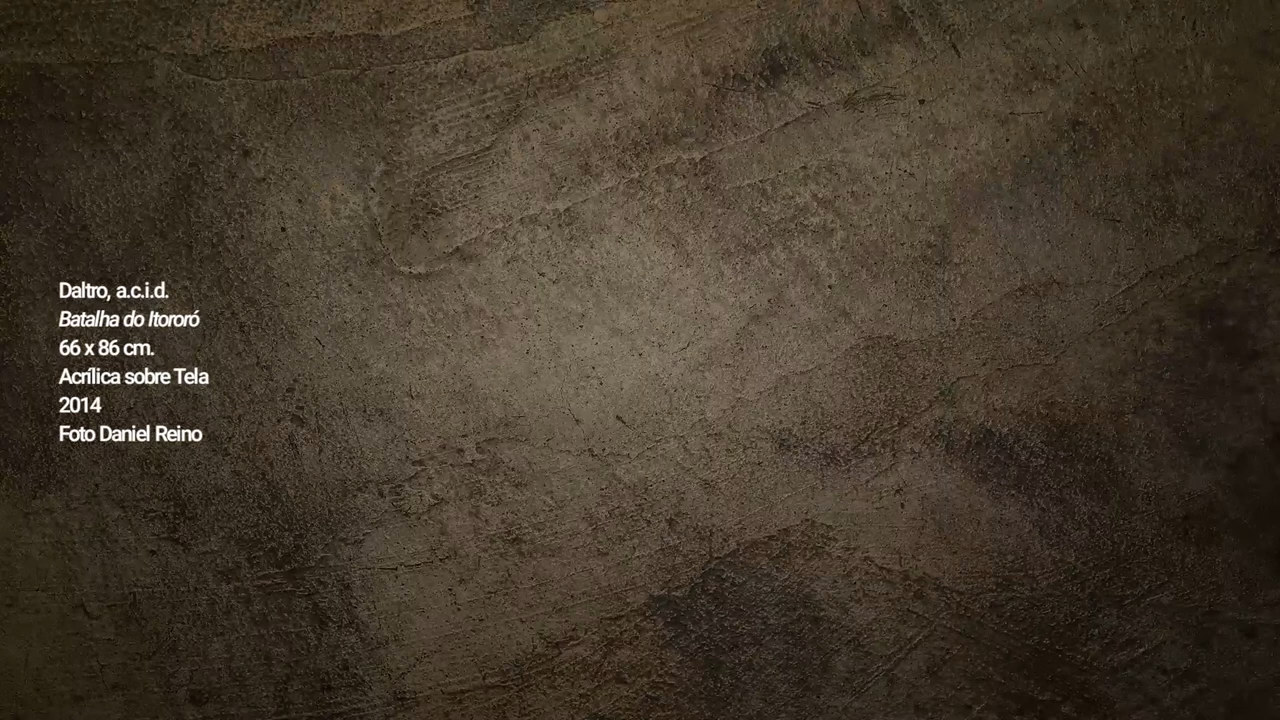 Daltro, a.c.i.d.
Batalha do Itororó
66 x 86 cm.
Acrílica sobre Tela
2014
Foto Daniel Reino